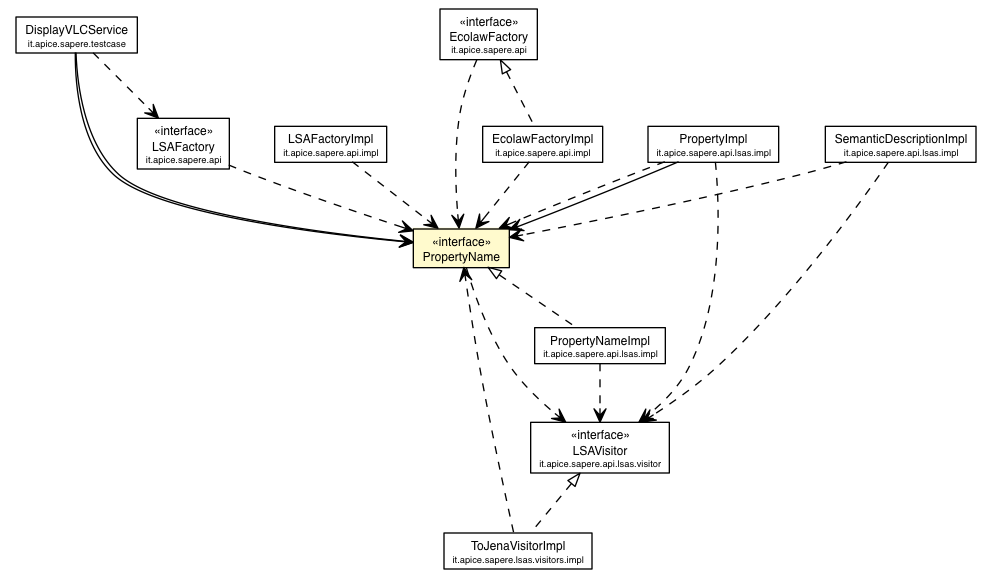 DisplayVLCService
it.apice.sapere.testcase
«interface»
EcolawFactory
it.apice.sapere.api
«interface»
LSAFactory
it.apice.sapere.api
LSAFactoryImpl
it.apice.sapere.api.impl
EcolawFactoryImpl
it.apice.sapere.api.impl
PropertyImpl
it.apice.sapere.api.lsas.impl
SemanticDescriptionImpl
it.apice.sapere.api.lsas.impl
«interface»
PropertyName
PropertyNameImpl
it.apice.sapere.api.lsas.impl
«interface»
LSAVisitor
it.apice.sapere.api.lsas.visitor
ToJenaVisitorImpl
it.apice.sapere.lsas.visitors.impl